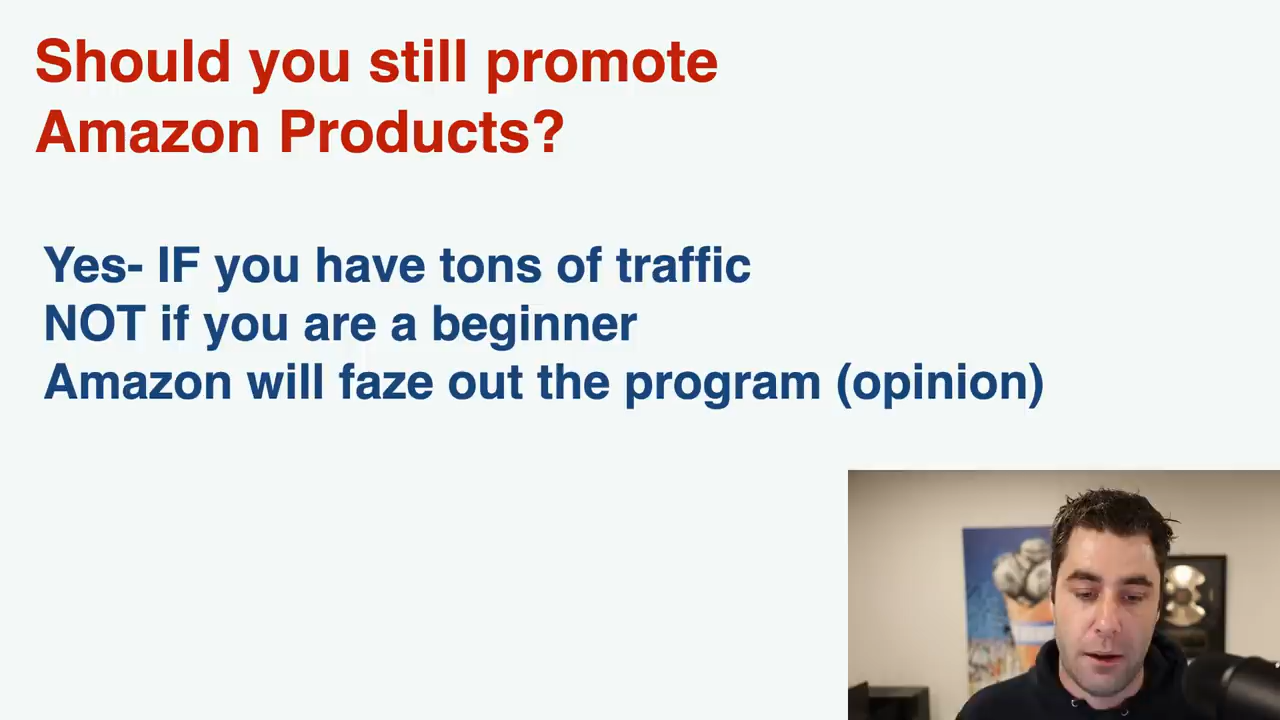 Should you still promote
Amazon Products?
Yes- IF you have tons of traffic
NOT if you are a beginner
Amazon will faze out the program (opinion)